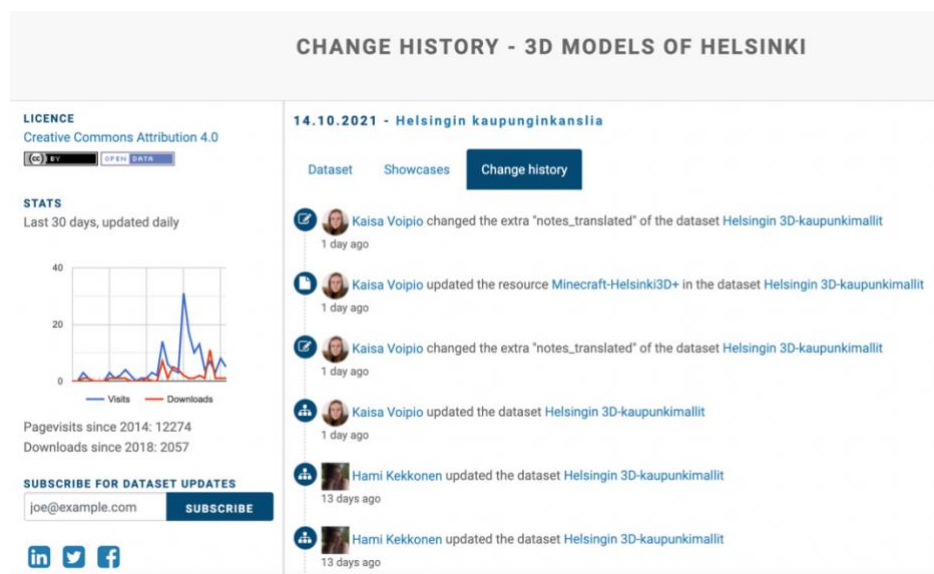 CHANGE HISTORY - 3D MODELS OF HELSINKI
LICENCE
Creative Commons Attribution 4.0
(cc) BY
OPEN DATA
STATS
Last 30 days, updated daily
40
20
0
Visits
Downloads
Pagevisits since 2014: 12274
Downloads since 2018: 2057
SUBSCRIBE FOR DATASET UPDATES
joe@example.com
SUBSCRIBE
in
14.10.2021 - Helsingin kaupunginkanslia
Dataset
Showcases
Change history
Kaisa Voipio changed the extra "notes_translated" of the dataset Helsingin 3D-kaupunkimallit
1 day ago
Kaisa Voipio updated the resource Minecraft-Helsinki3D+ in the dataset Helsingin 3D-kaupunkimallit
1 day ago
Kaisa Voipio changed the extra "notes_translated" of the dataset Helsingin 3D-kaupunkimallit
1 day ago
Kaisa Voipio updated the dataset Helsingin 3D-kaupunkimallit
1 day ago
Hami Kekkonen updated the dataset Helsingin 3D-kaupunkimallit
13 days ago
Hami Kekkonen updated the dataset Helsingin 3D-kaupunkimallit
13 days ago